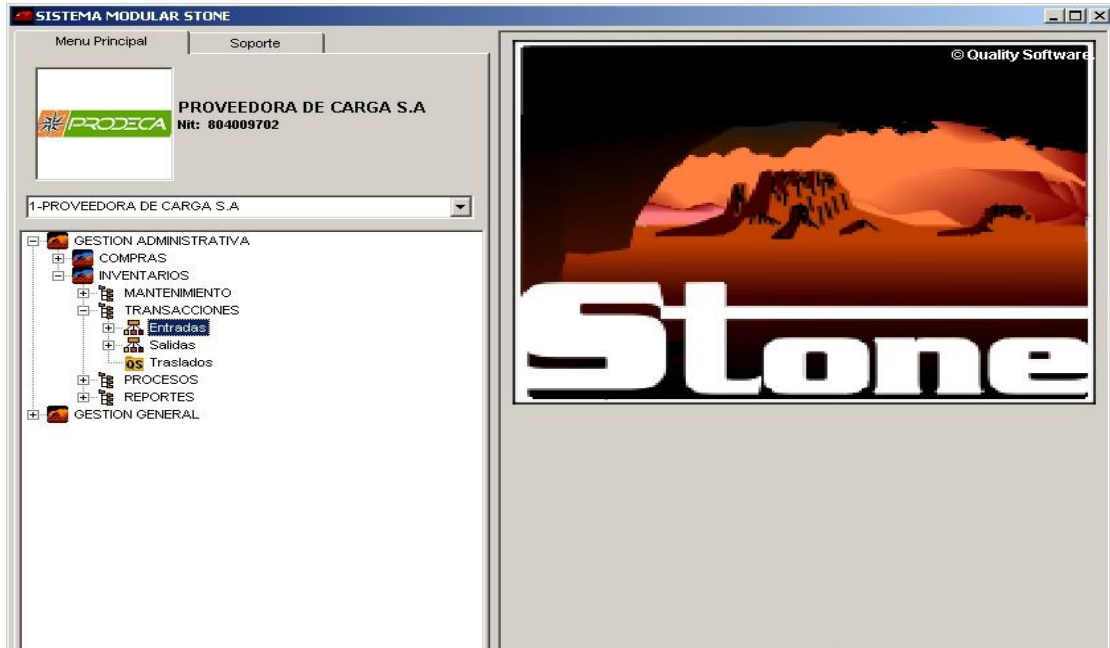 SISTEMA MODULAR STONE
Menu Principal
Soporte
PRODECA
PROVEEDORA DE CARGA S.A
Nit: 804009702
1-PROVEEDORA DE CARGA S.A
GESTION ADMINISTRATIVA
COMPRAS
INVENTARIOS
MANTENIMIENTO
TRANSACCIONES
Entradas
Salidas
QS Traslados
PROCESOS
REPORTES
GESTION GENERAL
© Quality Software.
Stone